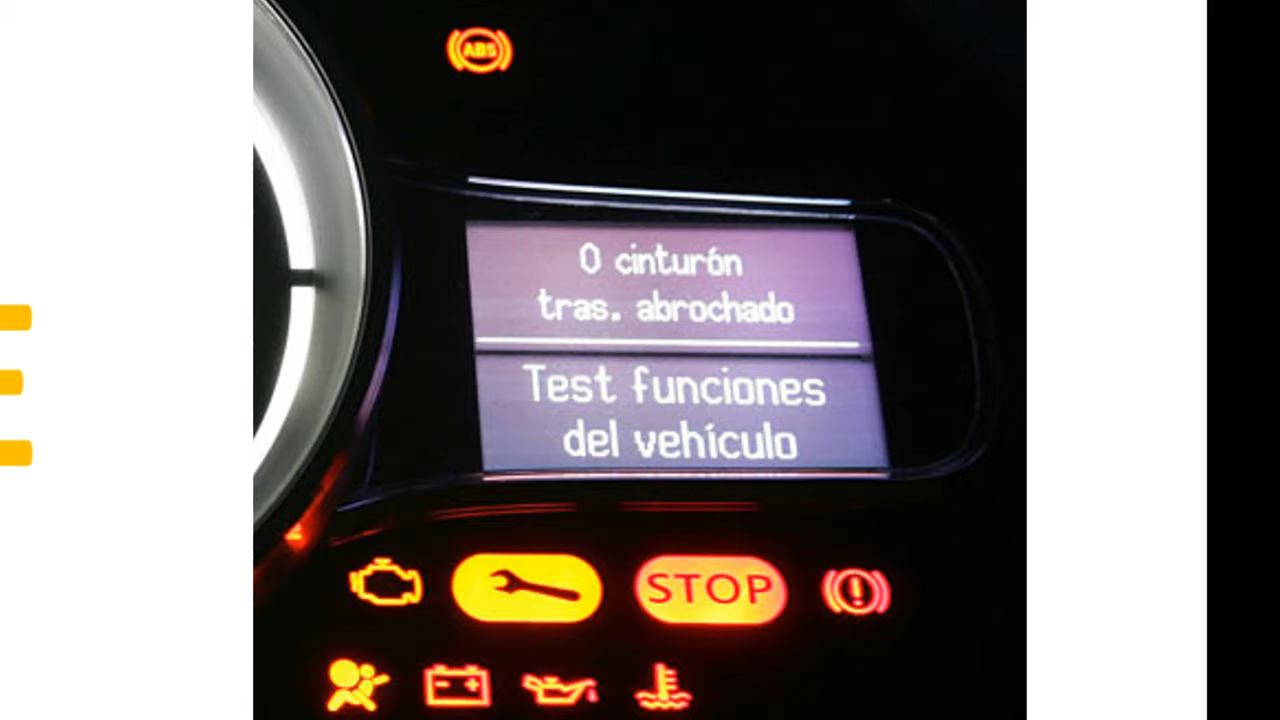 ABS
0 cinturón
tras. abrochado
Test funciones
del vehículo
STOP